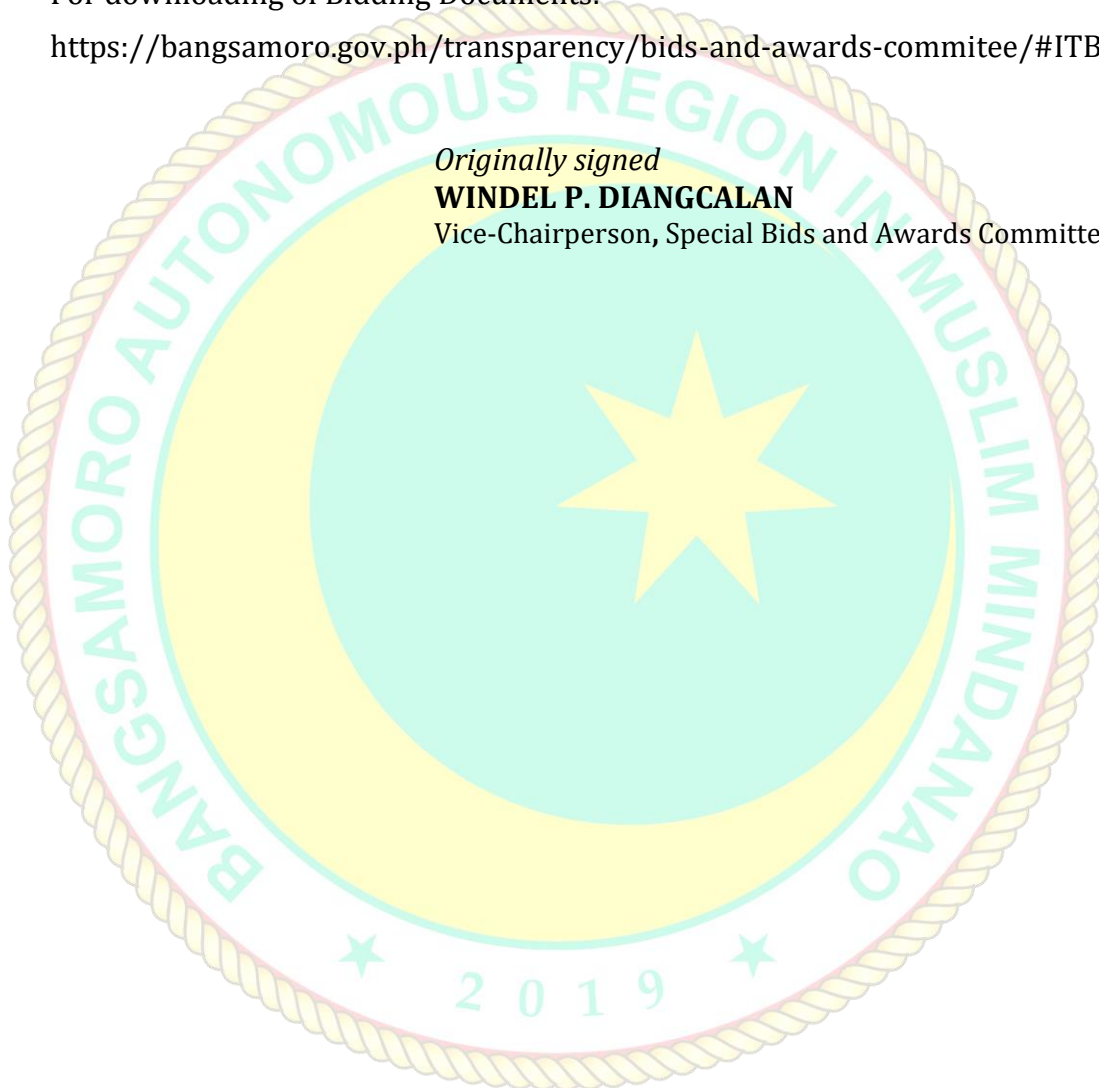 For downloading of Bidding Documents:
https://bangsamoro.gov.ph/transparency/bids-and-awards-commitee/#ITB
Originally signed
WINDEL P. DIANGCALAN
Vice-Chairperson, Special Bids and Awards Committe
BANGSAMORO AUTONOMOUS REGION IN MUSLIM MINDANAO
2019